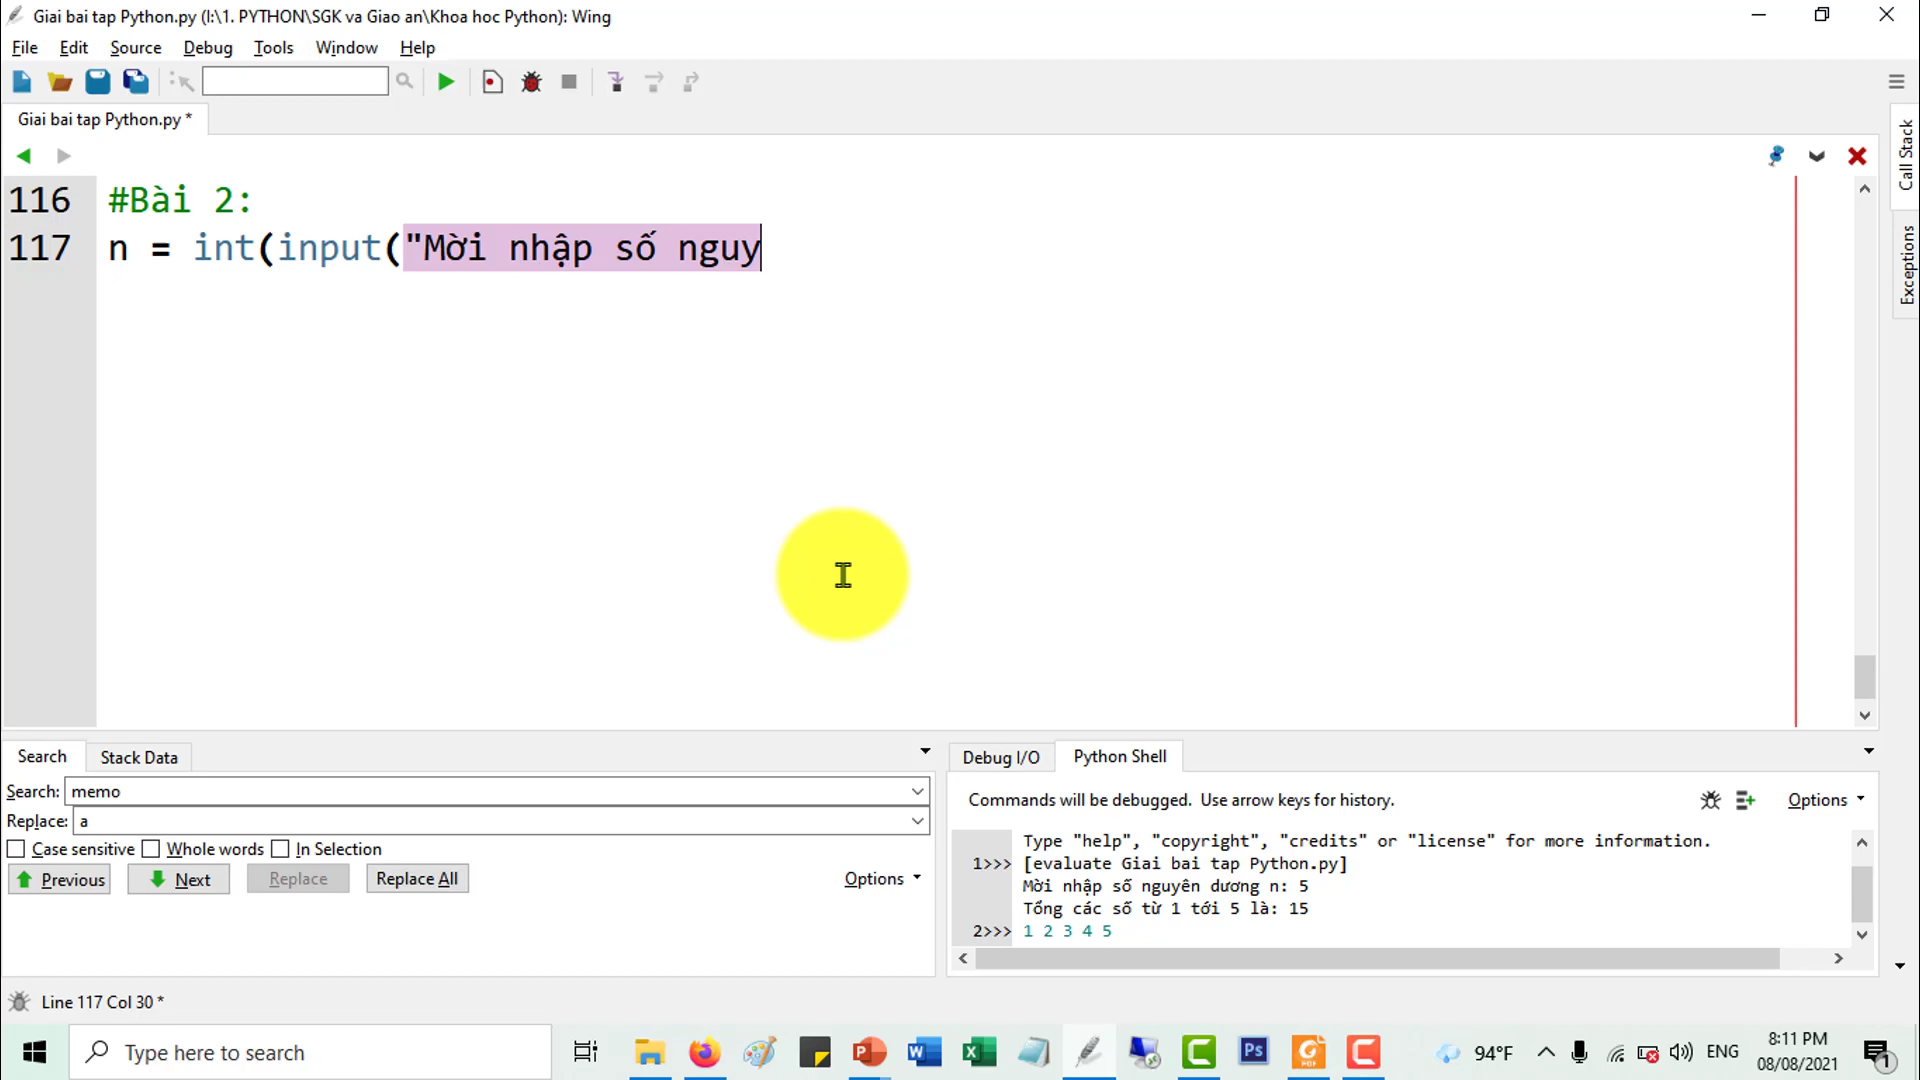 Giai bai tap Python.py (I:\1. PYTHON\SGK va Giao an\Khoa hoc Python): Wing
File Edit Source Debug Tools Window Help
Giai bai tap Python.py *
116 #Bài 2:
117 n = int(input("Mời nhập số nguy
Call Stack
Exceptions
Search Stack Data
Search: memo
Replace: a
Case sensitive Whole words In Selection
Previous Next Replace Replace All Options
Debug I/O Python Shell
Commands will be debugged. Use arrow keys for history. Options
Type "help", "copyright", "credits" or "license" for more information.
1>>> [evaluate Giai bai tap Python.py]
Mời nhập số nguyên dương n: 5
Tổng các số từ 1 tới 5 là: 15
2>>> 1 2 3 4 5
Line 117 Col 30 *
Type here to search
94°F
ENG
8:11 PM
08/08/2021
1